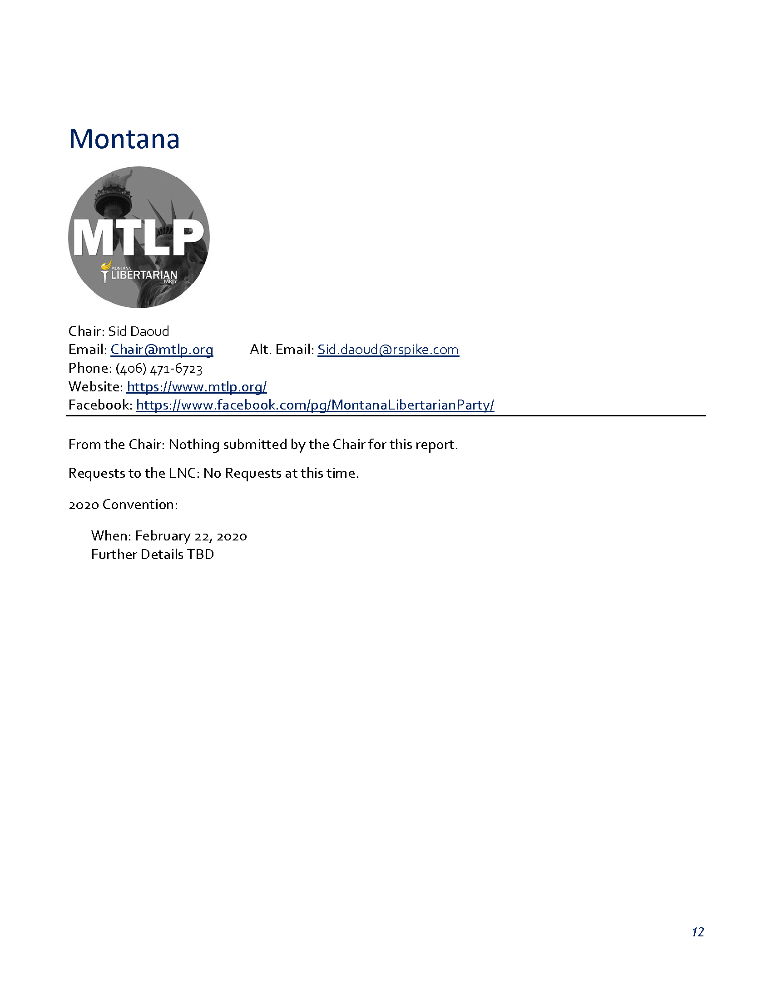 Montana
MTLP
MONTANA
LIBERTARIAN
PARTY
Chair: Sid Daoud
Email: Chair@mtlp.org Alt. Email: Sid.daoud@rspike.com
Phone: (406) 471-6723
Website: https://www.mtlp.org/
Facebook: https://www.facebook.com/pg/MontanaLibertarianParty/
From the Chair: Nothing submitted by the Chair for this report.
Requests to the LNC: No Requests at this time.
2020 Convention:
When: February 22, 2020
Further Details TBD
12